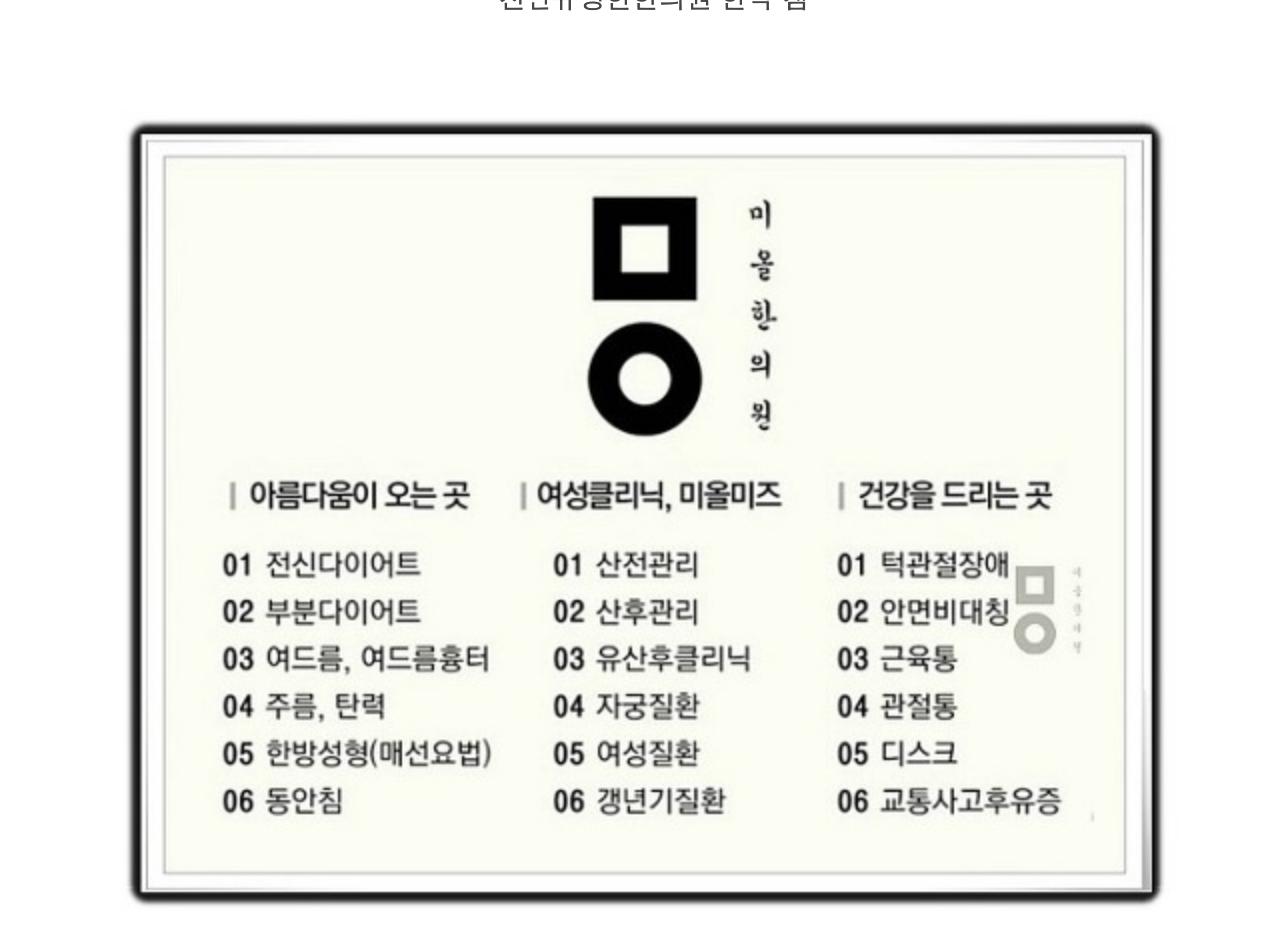 미올한의원
아름다움이 오는 곳
01 전신다이어트
02 부분다이어트
03 여드름, 여드름흉터
04 주름, 탄력
05 한방성형(매선요법)
06 동안침
여성클리닉, 미올미즈
01 산전관리
02 산후관리
03 유산후클리닉
04 자궁질환
05 여성질환
06 갱년기질환
건강을 드리는 곳
01 턱관절장애
02 안면비대칭
03 근육통
04 관절통
05 디스크
06 교통사고후유증
미올한의원